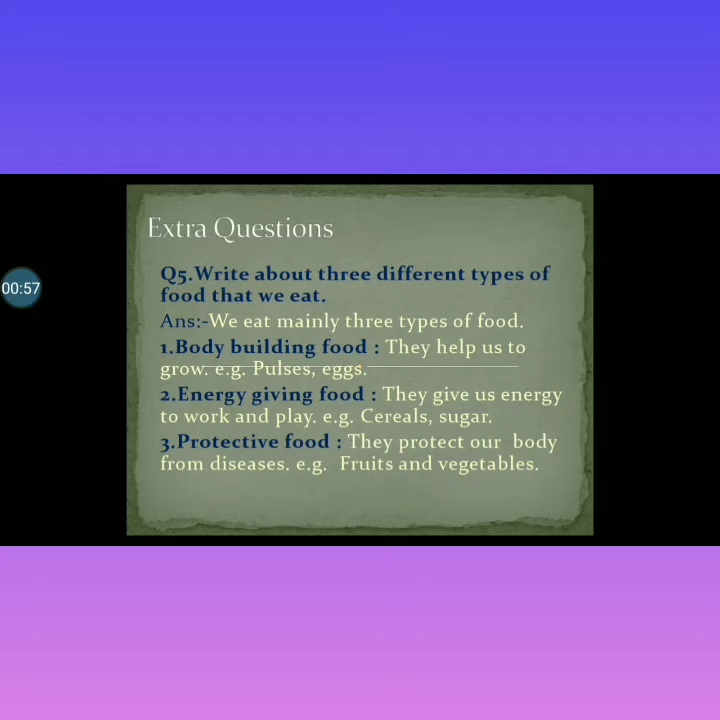 Extra Questions
Q5.Write about three different types of
food that we eat.
Ans:-We eat mainly three types of food.
1.Body building food : They help us to
grow. e.g. Pulses, eggs.
2.Energy giving food : They give us energy
to work and play. e.g. Cereals, sugar.
3.Protective food : They protect our body
from diseases. e.g. Fruits and vegetables.
00:57